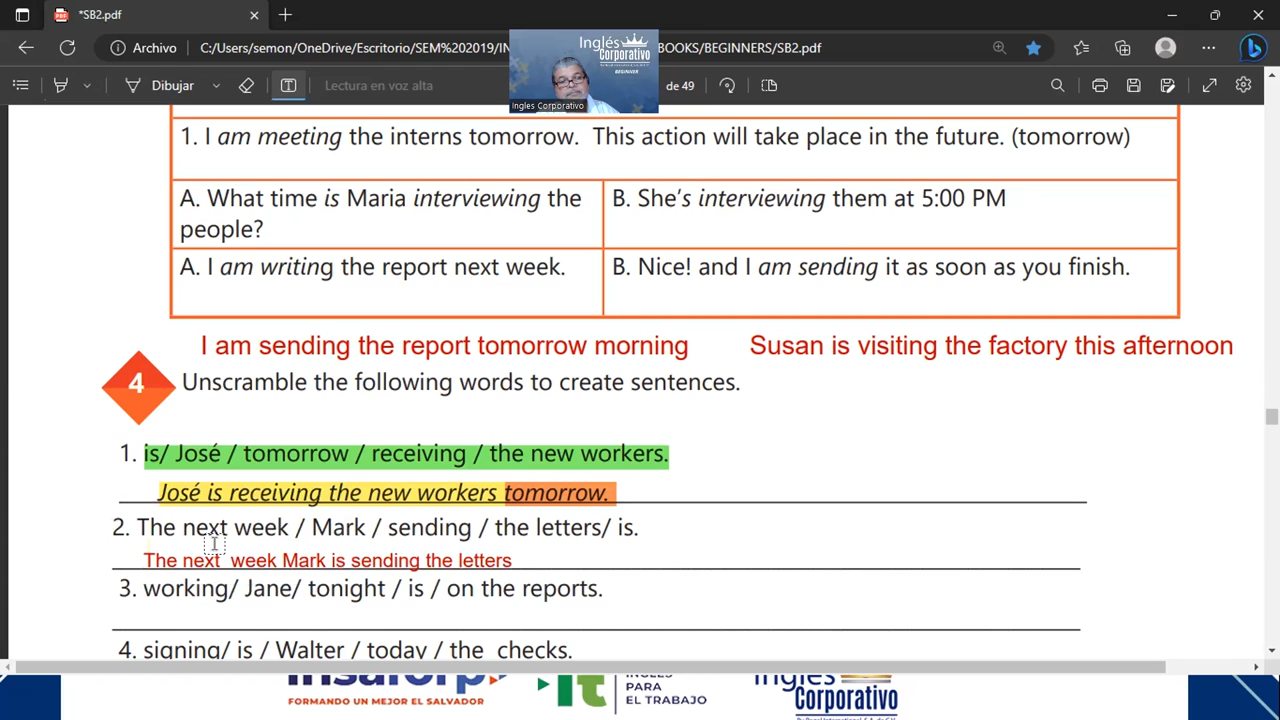 *SB2.pdf
Archivo
C:/Users/semon/OneDrive/Escritorio/SEM%202019/IN
BOOKS/BEGINNERS/SB2.pdf
Inglés
Corporativo
BEGINNER
Ingles Corporativo
Dibujar
Lectura en voz alta
de 49
1. I am meeting the interns tomorrow. This action will take place in the future. (tomorrow)
A. What time is Maria interviewing the people?
B. She's interviewing them at 5:00 PM
A. I am writing the report next week.
B. Nice! and I am sending it as soon as you finish.
I am sending the report tomorrow morning
Susan is visiting the factory this afternoon
4
Unscramble the following words to create sentences.
1. is/ José / tomorrow / receiving / the new workers.
José is receiving the new workers tomorrow.
2. The next week / Mark / sending / the letters/ is.
The next week Mark is sending the letters
3. working/ Jane/ tonight / is / on the reports.
4. signing/ is / Walter / today / the checks.
insaforp
FORMANDO UN MEJOR EL SALVADOR
it
INGLÉS
PARA
EL TRABAJO
Inglés
Corporativo